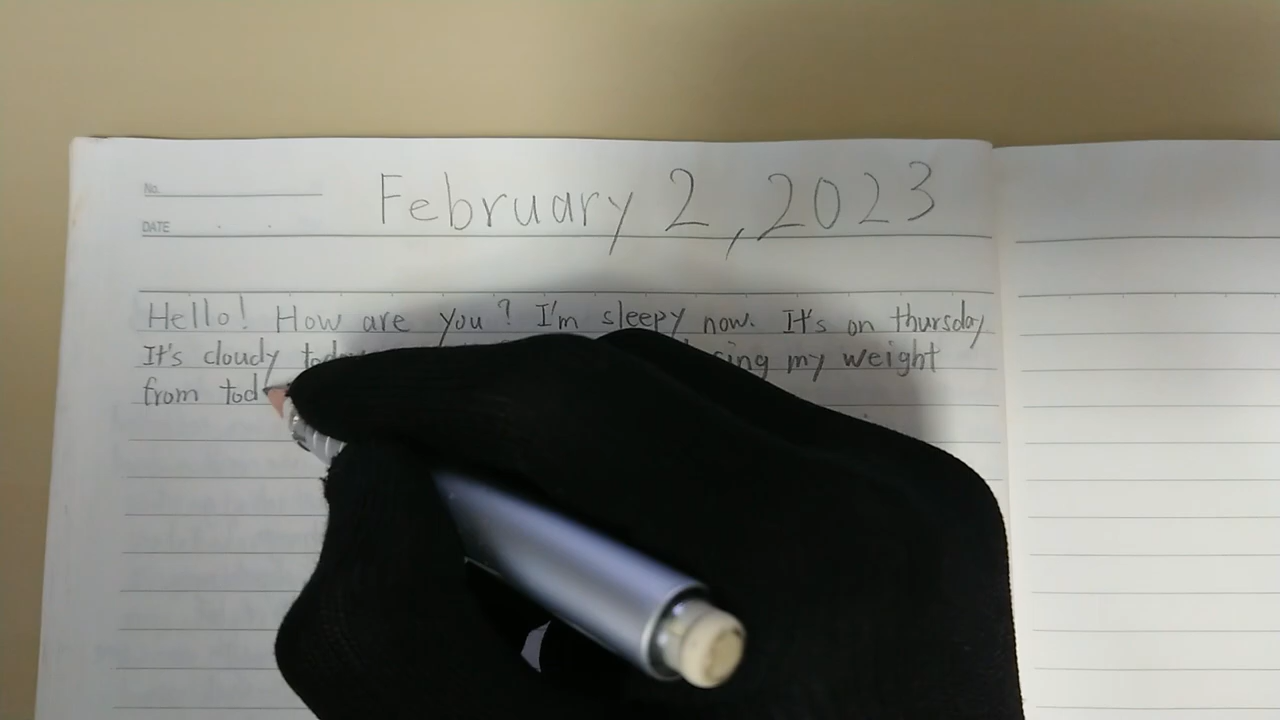 No.
DATE
February 2, 2023
Hello! How are you? I'm sleepy now. It's on thursday
It's cloudy my weight
from tod